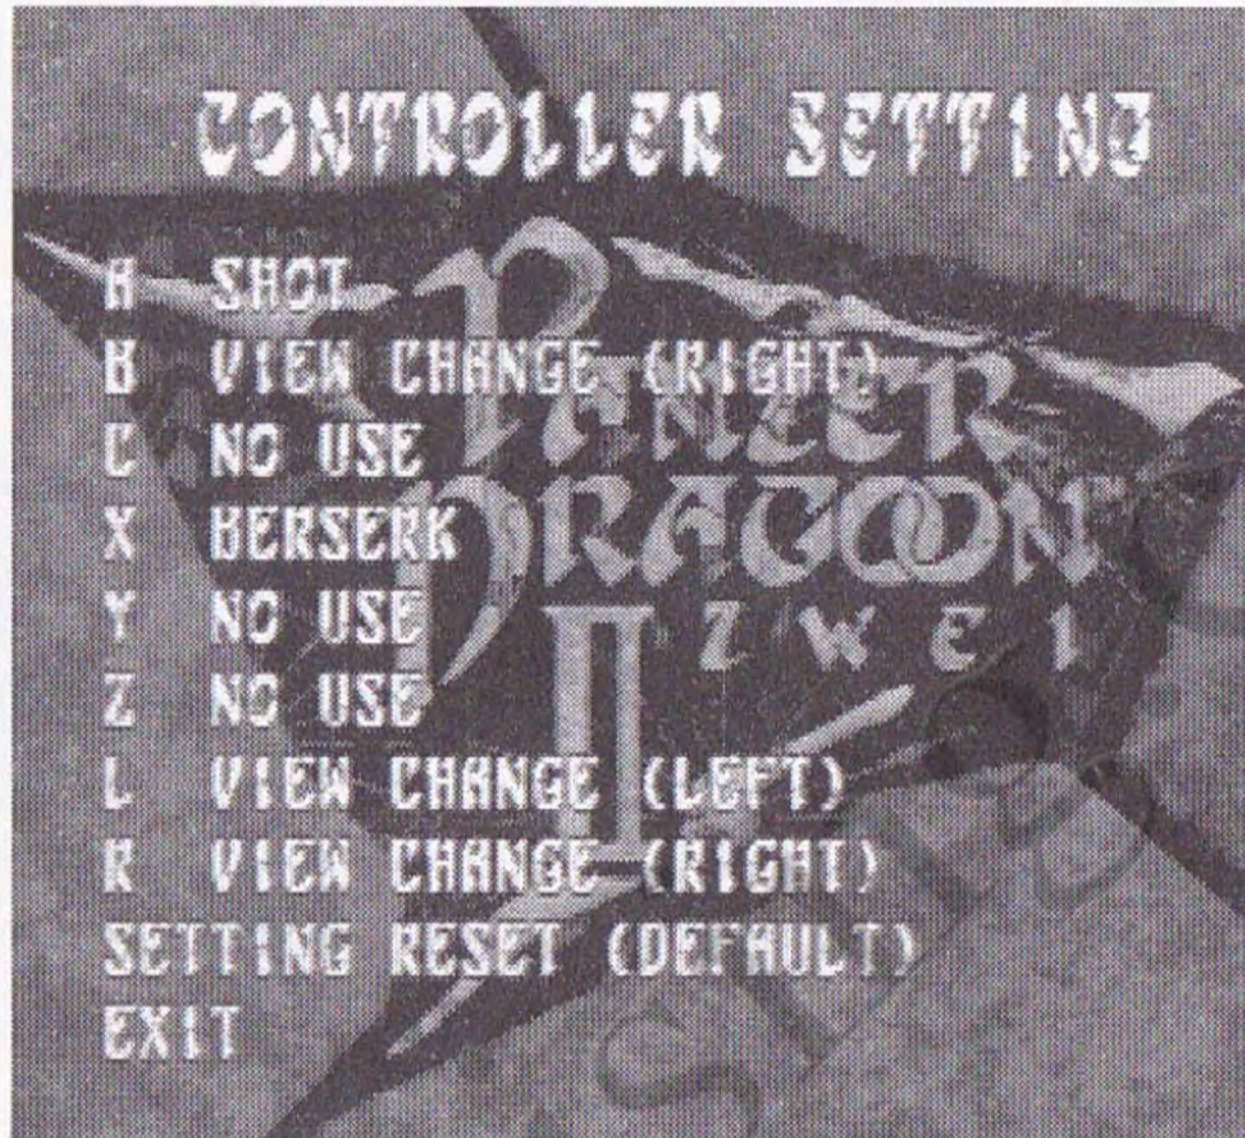 CONTROLLER SETTING
A SHOT
B VIEW CHANGE (RIGHT)
C NO USE
X BERSERK
Y NO USE
Z NO USE
L VIEW CHANGE (LEFT)
R VIEW CHANGE (RIGHT)
SETTING RESET (DEFAULT)
EXIT
PANZER
DRAGOON
II ZWEI